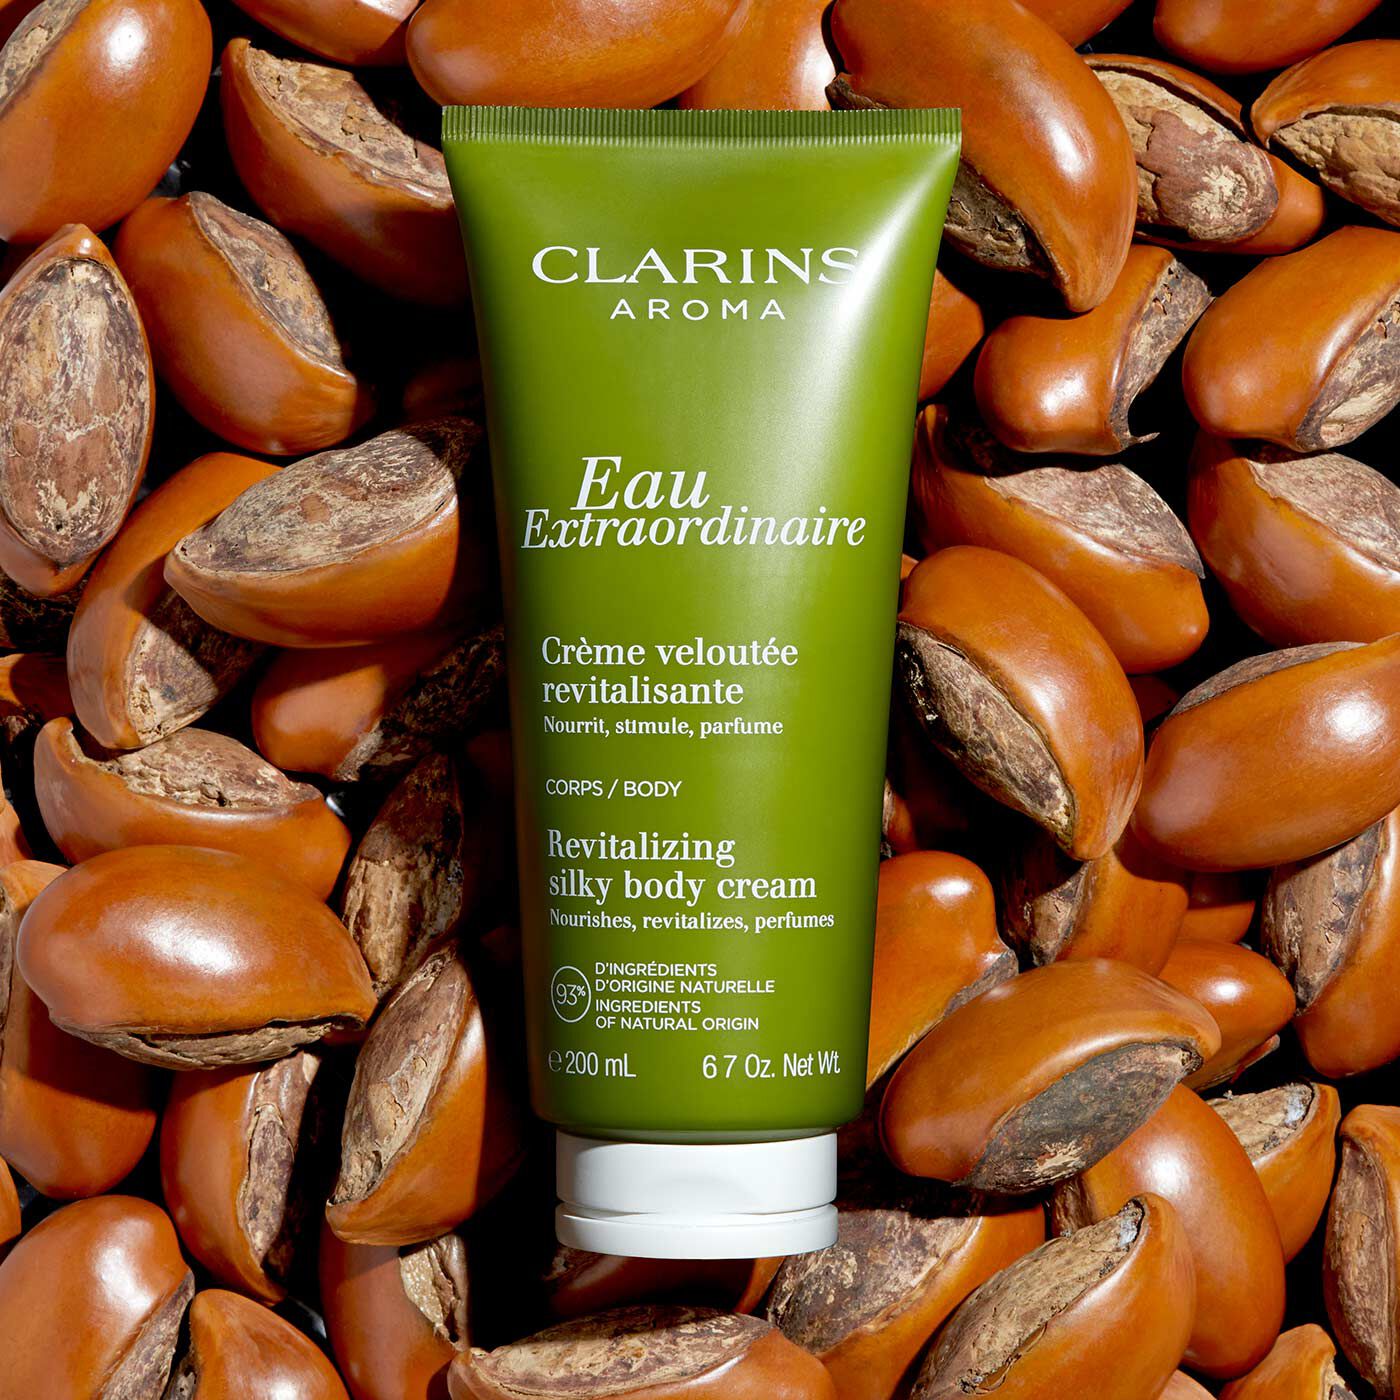 CLARINS
AROMA
Eau
Extraordinaire
Crème veloutée
revitalisante
Nourrit, stimule, parfume
CORPS / BODY
Revitalizing
silky body cream
Nourishes, revitalizes, perfumes
93%
D'INGRÉDIENTS
D'ORIGINE NATURELLE
INGREDIENTS
OF NATURAL ORIGIN
℮ 200 mL 6 7 Oz. Net Wt.